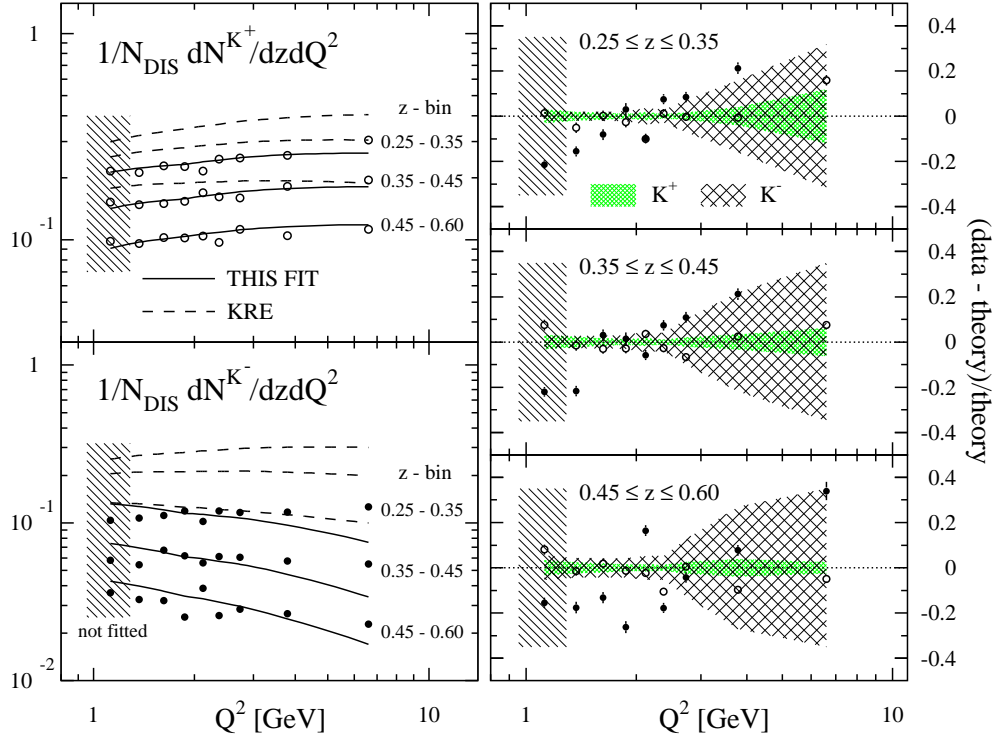 1/N_DIS dN^K+/dzdQ^2
z - bin
0.25 - 0.35
0.35 - 0.45
0.45 - 0.60
THIS FIT
KRE
1
10^-1
1/N_DIS dN^K-/dzdQ^2
z - bin
0.25 - 0.35
0.35 - 0.45
0.45 - 0.60
not fitted
1
10^-1
10^-2
1
10
Q^2 [GeV]
0.25 ≤ z ≤ 0.35
K^+
K^-
0.4
0.2
0
-0.2
-0.4
0.35 ≤ z ≤ 0.45
0.4
0.2
0
-0.2
-0.4
0.45 ≤ z ≤ 0.60
0.4
0.2
0
-0.2
-0.4
1
10
Q^2 [GeV]
(data - theory)/theory